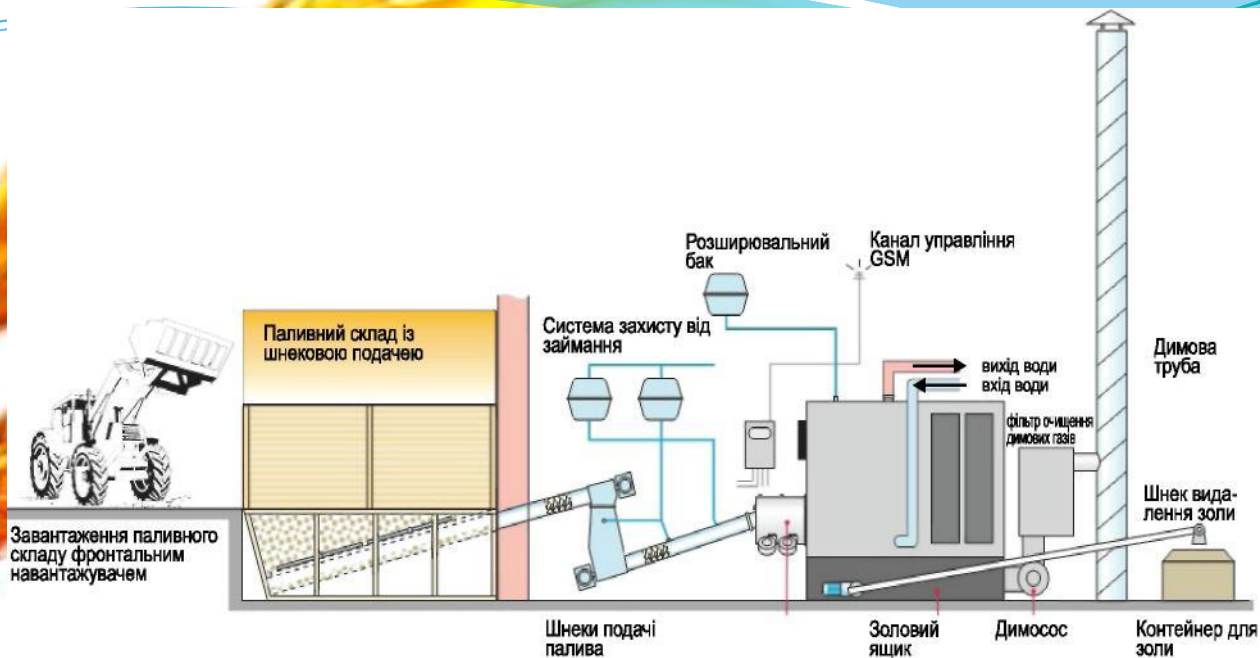 Розширювальний
бак
Канал управління
GSM
Паливний склад із
шнековою подачею
Система захисту від
займання
вихід води
вхід води
Димова
труба
фільтр очищення
димових газів
Шнек вида-
лення золи
Завантаження паливного
складу фронтальним
навантажувачем
Шнеки подачі
палива
Золовий
ящик
Димосос
Контейнер для
золи